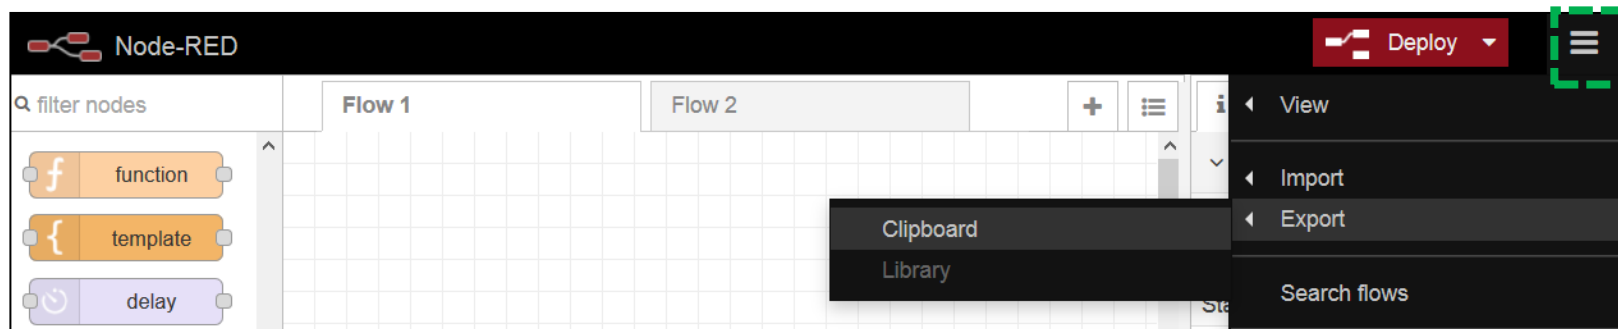 Node-RED
Deploy
filter nodes
Flow 1
Flow 2
i
View
function
Import
Export
template
Clipboard
Library
delay
Search flows